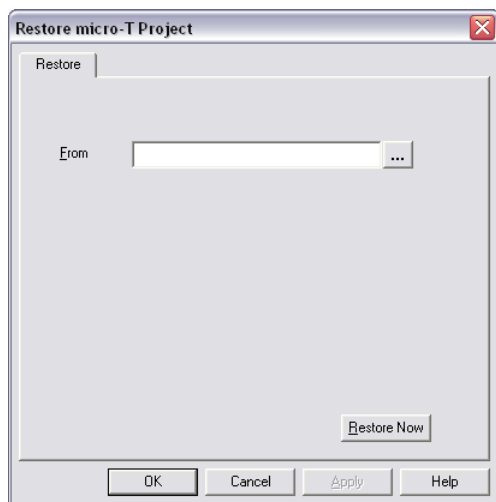 Restore micro-T Project
Restore
From
...
Restore Now
OK Cancel Apply Help